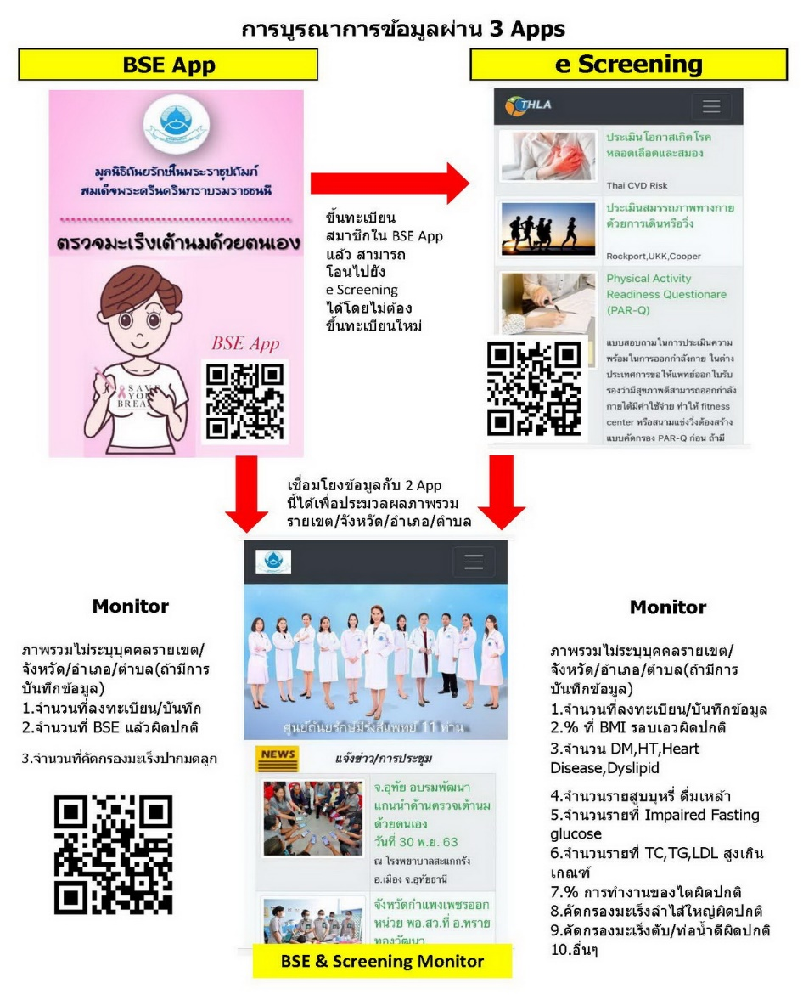 การบูรณาการข้อมูลผ่าน 3 Apps
BSE App
e Screening
มูลนิธิถันยรักษ์ในพระราชูปถัมภ์
สมเด็จพระศรีนครินทราบรมราชชนนี
ตรวจมะเร็งเต้านมด้วยตนเอง
BSE App
SAVE
YOU
BREA
ขึ้นทะเบียน
สมาชิกใน BSE App
แล้ว สามารถ
โอนไปยัง
e Screening
ได้โดยไม่ต้อง
ขึ้นทะเบียนใหม่
THLA
ประเมินโอกาสเกิดโรค
หลอดเลือดและสมอง
Thai CVD Risk
ประเมินสมรรถภาพทางกาย
ด้วยการเดินหรือวิ่ง
Rockport,UKK,Cooper
Physical Activity
Readiness Questionare
(PAR-Q)
แบบสอบถามในการประเมินความ
พร้อมในการออกกำลังกาย ในต่าง
ประเทศการขอให้แพทย์ออกใบรับ
รองว่ามีสุขภาพดีสามารถออกกำลัง
กายได้มีค่าใช้จ่าย ทำให้ fitness
center หรือสนามแข่งวิ่งต้องสร้าง
แบบคัดกรอง PAR-Q ก่อน ถ้ามี
เชื่อมโยงข้อมูลกับ 2 App
นี้ได้เพื่อประมวลผลภาพรวม
รายเขต/จังหวัด/อำเภอ/ตำบล
Monitor
ภาพรวมไม่ระบุบุคคลรายเขต/
จังหวัด/อำเภอ/ตำบล(ถ้ามีการ
บันทึกข้อมูล)
1.จำนวนที่ลงทะเบียน/บันทึก
2.จำนวนที่ BSE แล้วผิดปกติ
3.จำนวนที่คัดกรองมะเร็งปากมดลูก
ศูนย์ถันยรักษ์มีรังสีแพทย์ 11 ท่าน
NEWS
แจ้งข่าว/การประชุม
จ.อุทัย อบรมพัฒนา
แกนนำด้านตรวจเต้านม
ด้วยตนเอง
วันที่ 30 พ.ย. 63
ณ โรงพยาบาลสะแกกรัง
อ.เมือง จ.อุทัยธานี
จังหวัดกำแพงเพชรออก
หน่วย พอ.สว.ที่ อ.ทราย
ทองวัฒนา
BSE & Screening Monitor
Monitor
ภาพรวมไม่ระบุบุคคลรายเขต/
จังหวัด/อำเภอ/ตำบล(ถ้ามีการ
บันทึกข้อมูล)
1.จำนวนที่ลงทะเบียน/บันทึกข้อมูล
2.% ที่ BMI รอบเอวผิดปกติ
3.จำนวน DM,HT,Heart
Disease,Dyslipid
4.จำนวนรายสูบบุหรี่ ดื่มเหล้า
5.จำนวนรายที่ Impaired Fasting
glucose
6.จำนวนรายที่ TC,TG,LDL สูงเกิน
เกณฑ์
7.% การทำงานของไตผิดปกติ
8.คัดกรองมะเร็งลำไส้ใหญ่ผิดปกติ
9.คัดกรองมะเร็งตับ/ท่อน้ำดีผิดปกติ
10.อื่นๆ